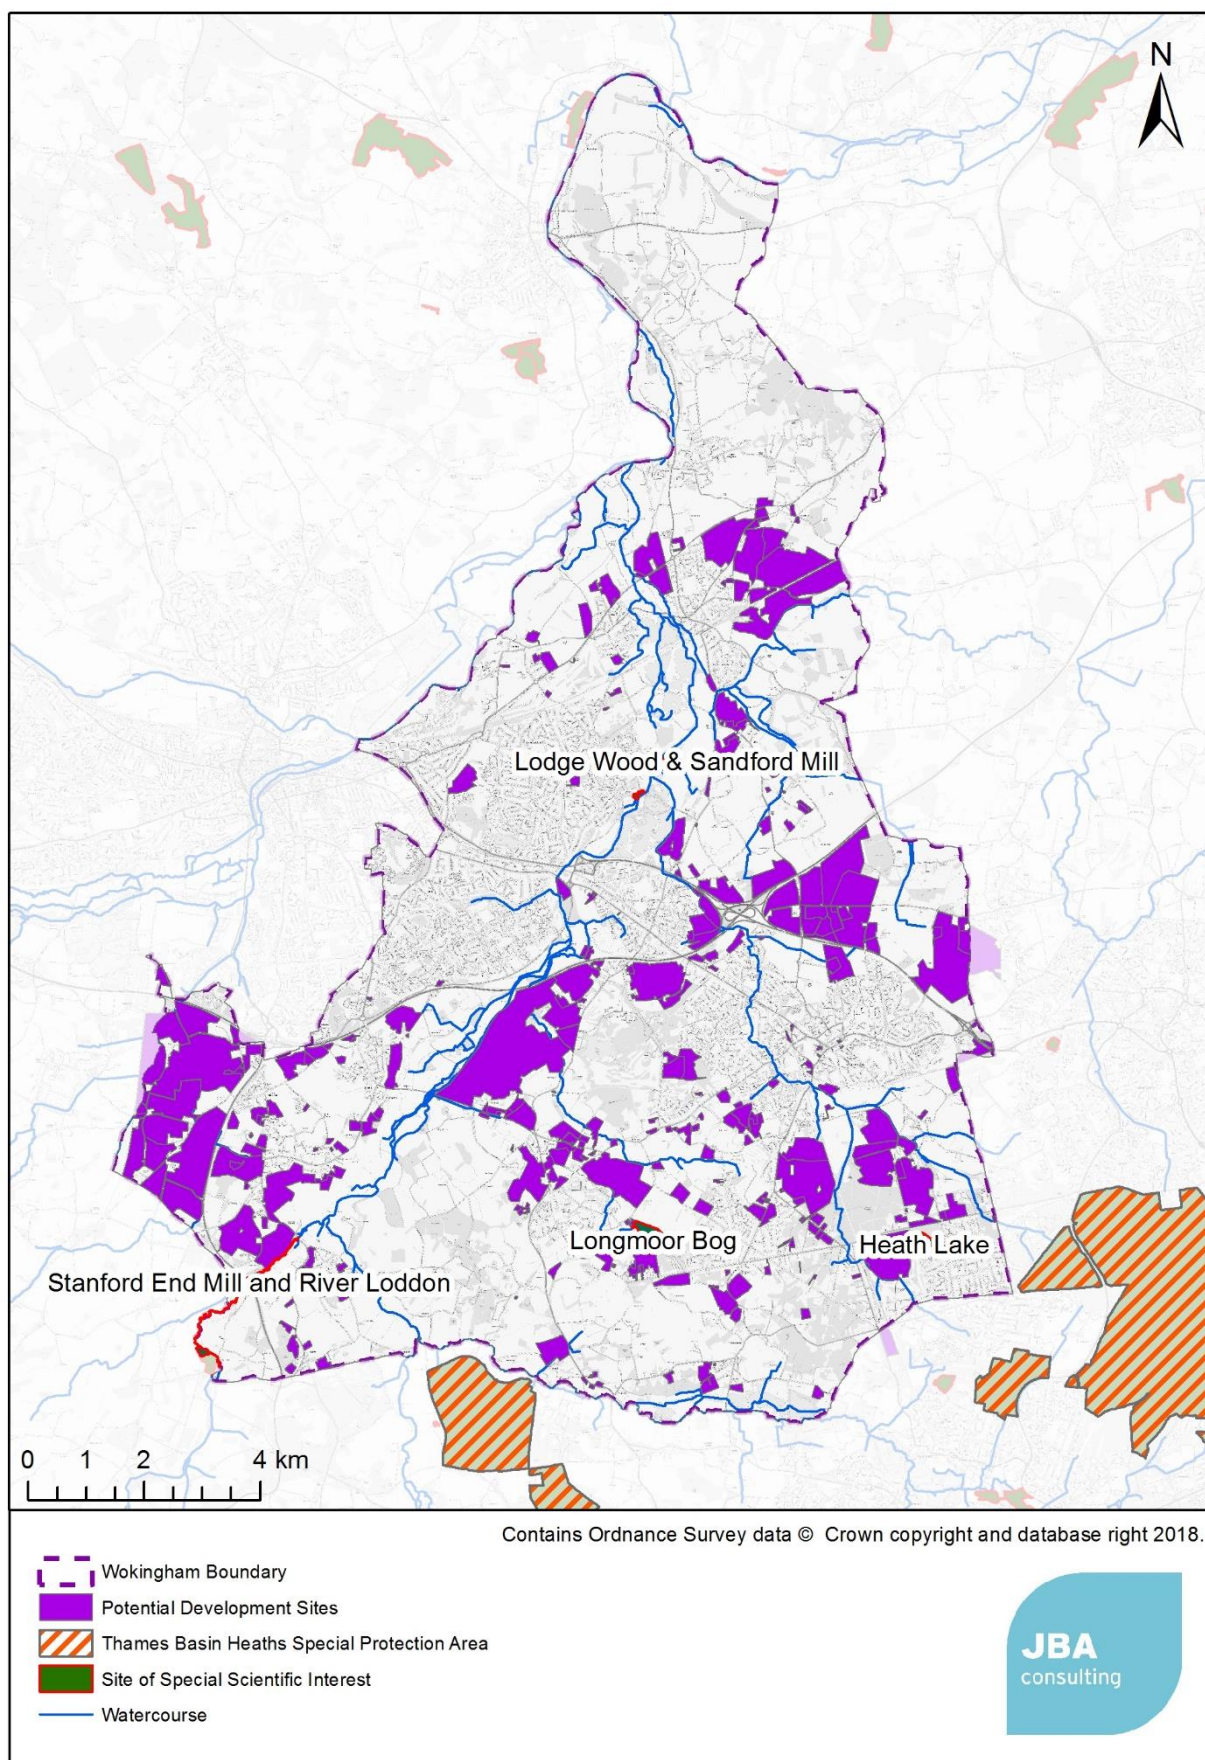 N
Lodge Wood & Sandford Mill
Longmoor Bog
Heath Lake
Stanford End Mill and River Loddon
0 1 2 4 km
Contains Ordnance Survey data © Crown copyright and database right 2018.
Wokingham Boundary
Potential Development Sites
Thames Basin Heaths Special Protection Area
Site of Special Scientific Interest
Watercourse
JBA
consulting